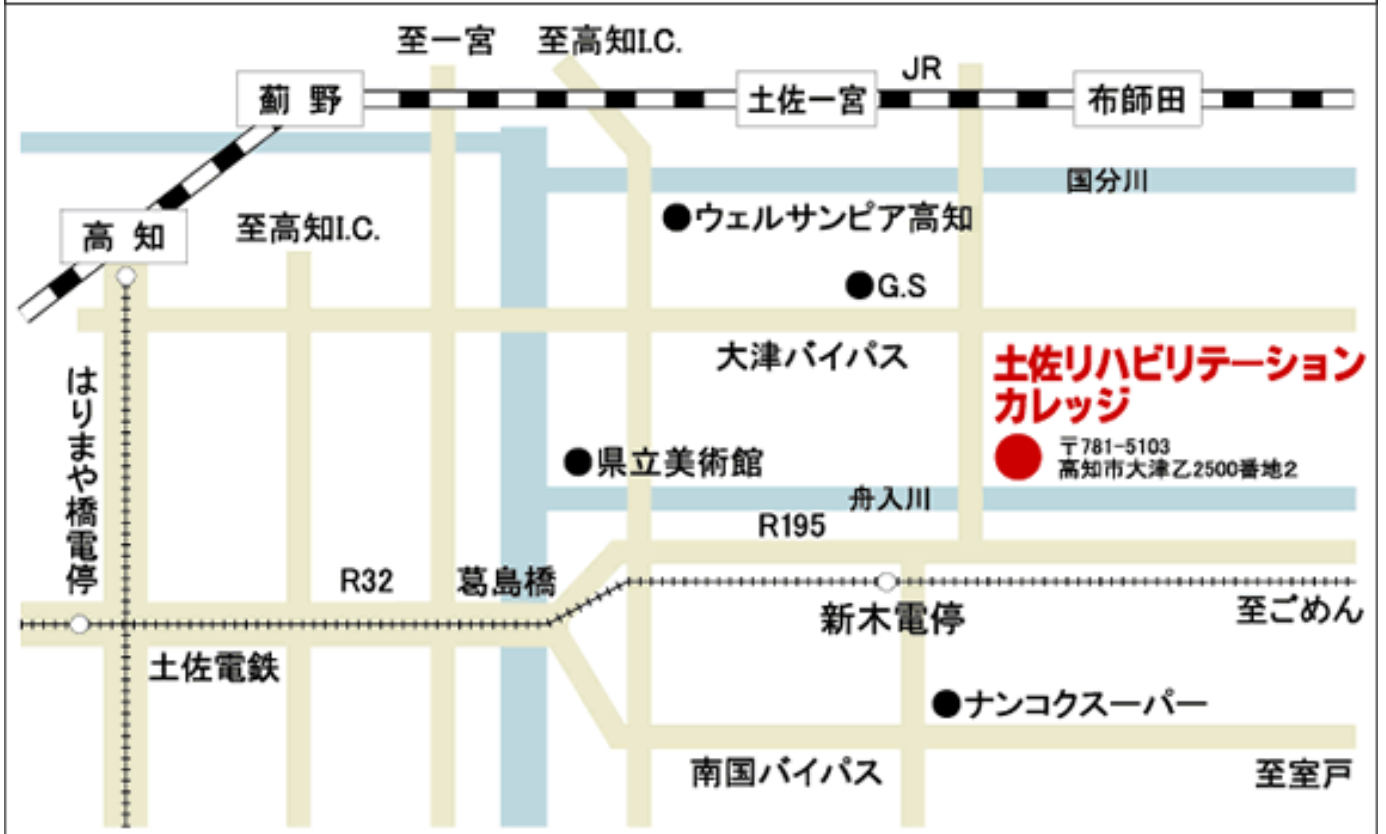 至一宮
至高知I.C.
JR
薊野
土佐一宮
布師田
国分川
高知
至高知I.C.
ウェルサンピア高知
G.S
大津バイパス
土佐リハビリテーション
カレッジ
〒781-5103
高知市大津乙2500番地2
はりまや橋電停
県立美術館
舟入川
R195
R32
葛島橋
新木電停
至ごめん
土佐電鉄
ナンコクスーパー
南国バイパス
至室戸